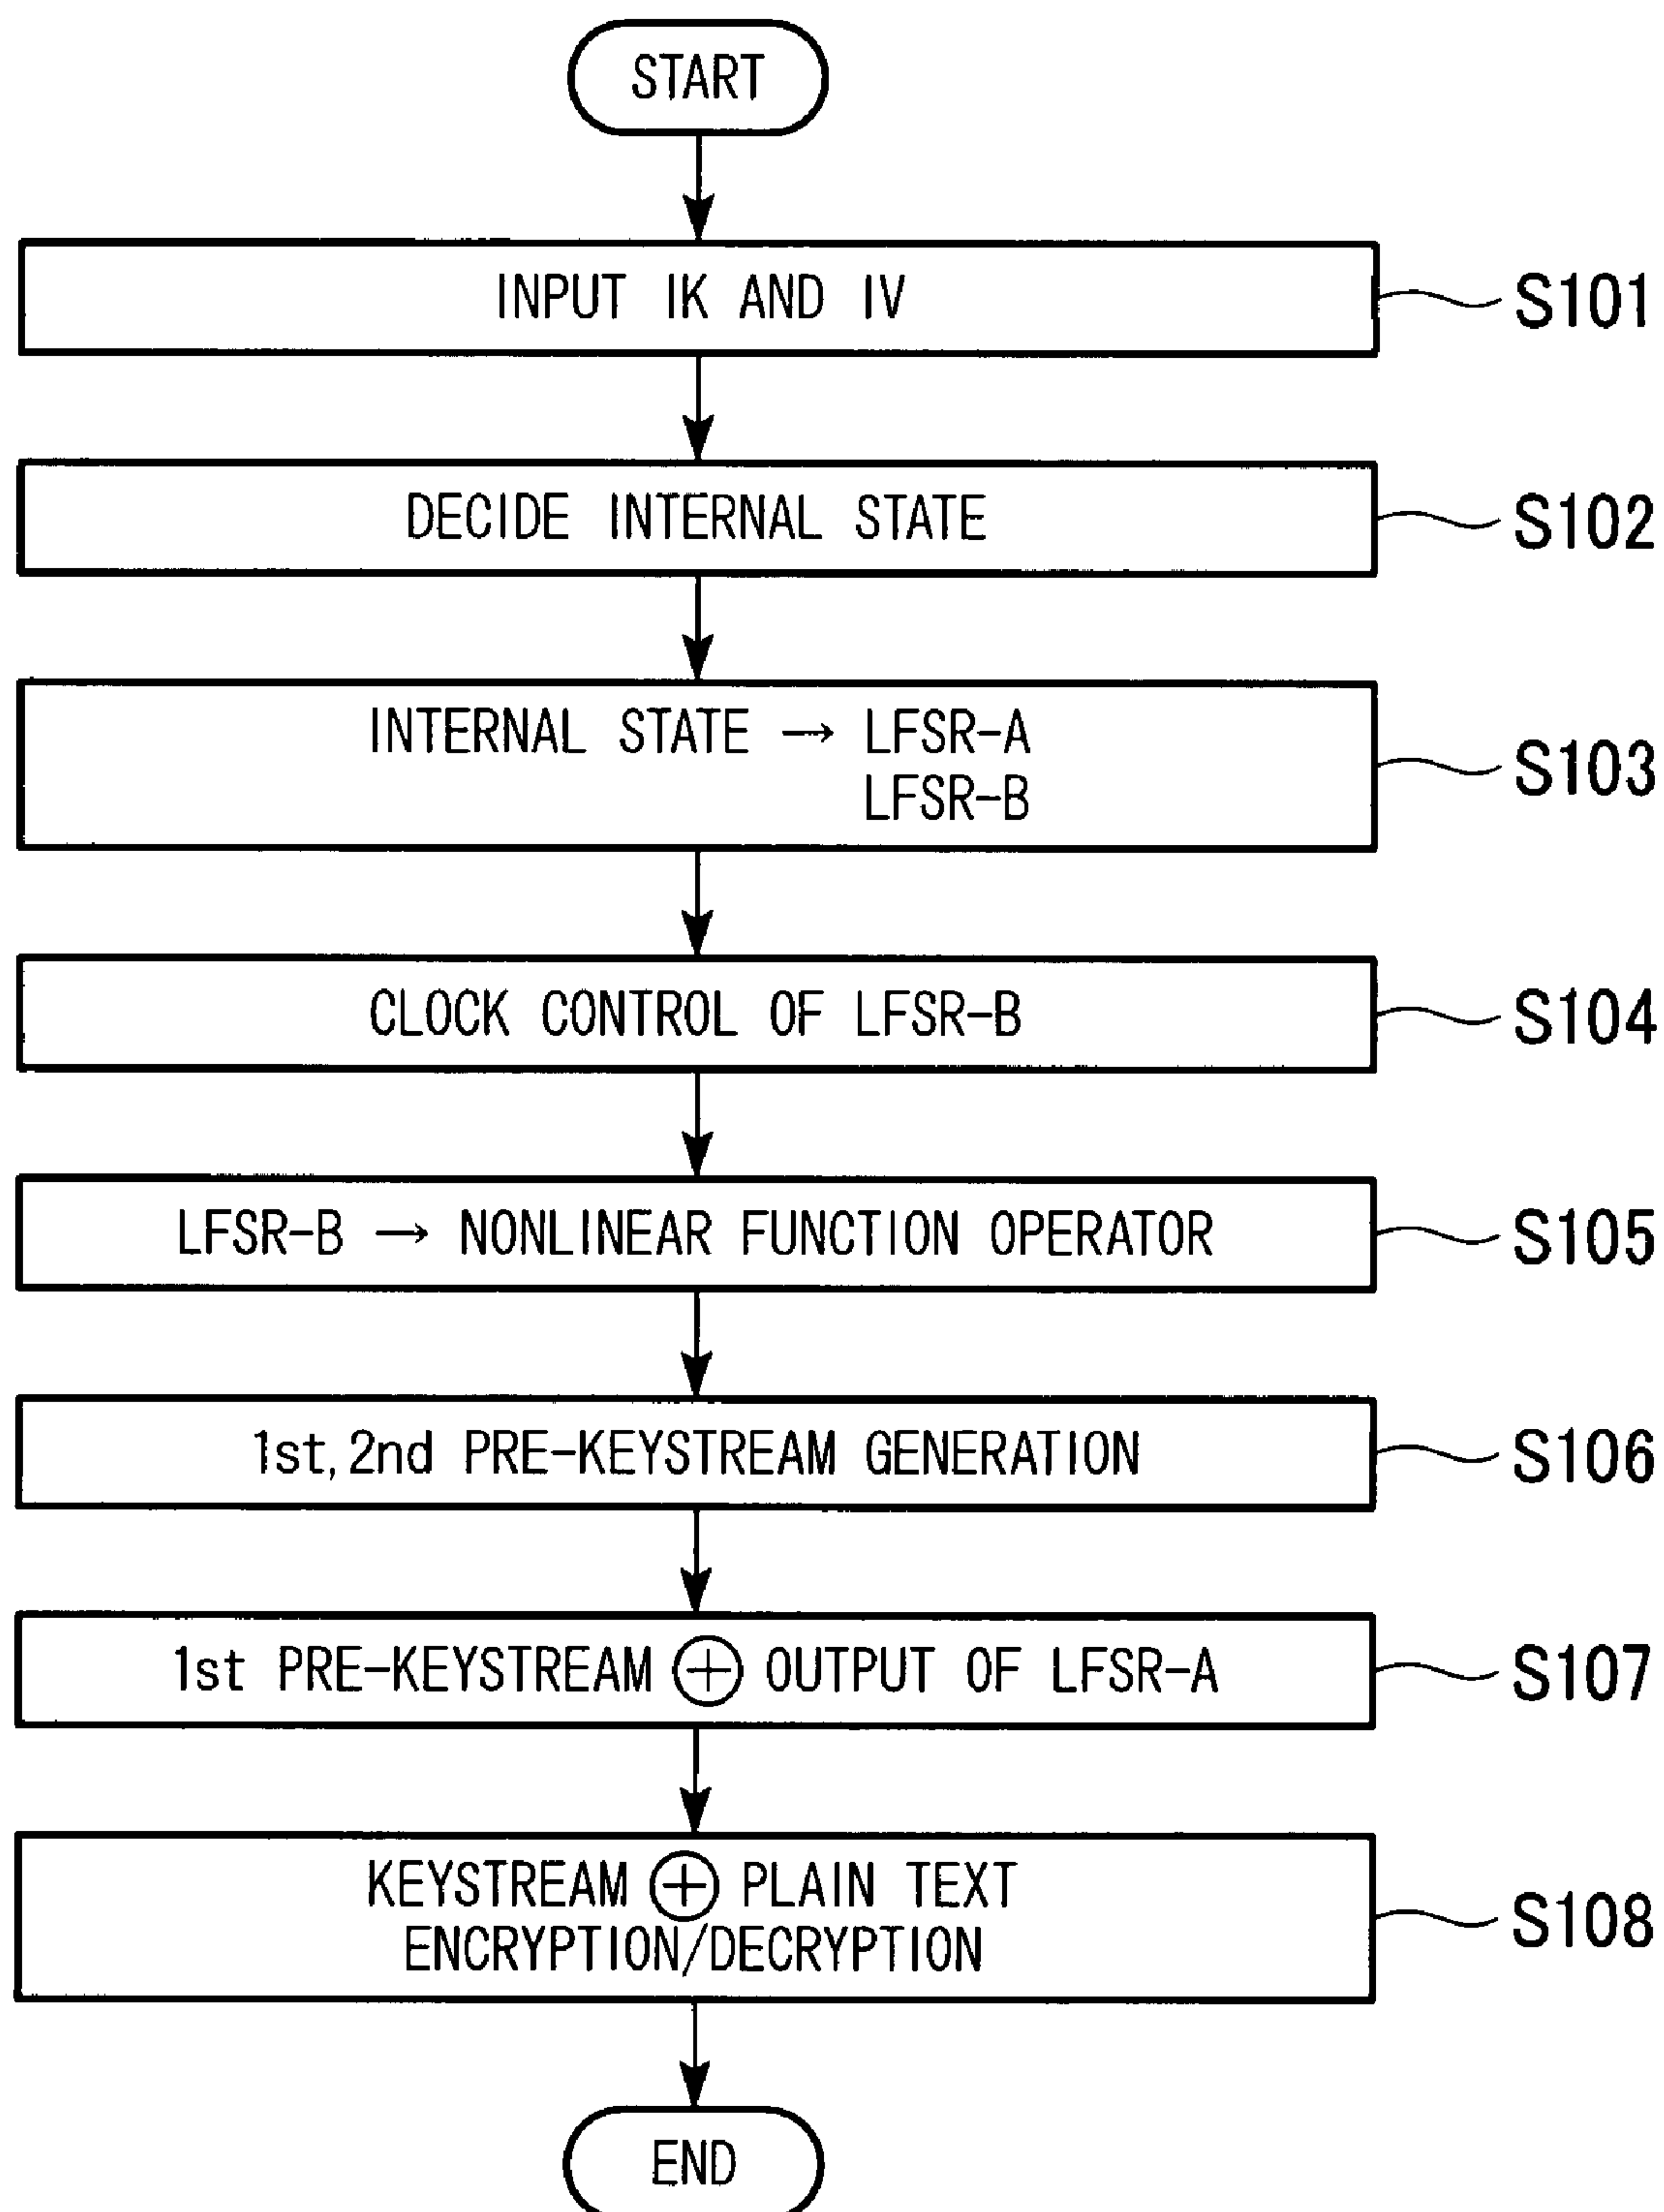 START
INPUT IK AND IV
S101
DECIDE INTERNAL STATE
S102
INTERNAL STATE → LFSR-A
LFSR-B
S103
CLOCK CONTROL OF LFSR-B
S104
LFSR-B → NONLINEAR FUNCTION OPERATOR
S105
1st, 2nd PRE-KEYSTREAM GENERATION
S106
1st PRE-KEYSTREAM ⊕ OUTPUT OF LFSR-A
S107
KEYSTREAM ⊕ PLAIN TEXT
ENCRYPTION/DECRYPTION
S108
END